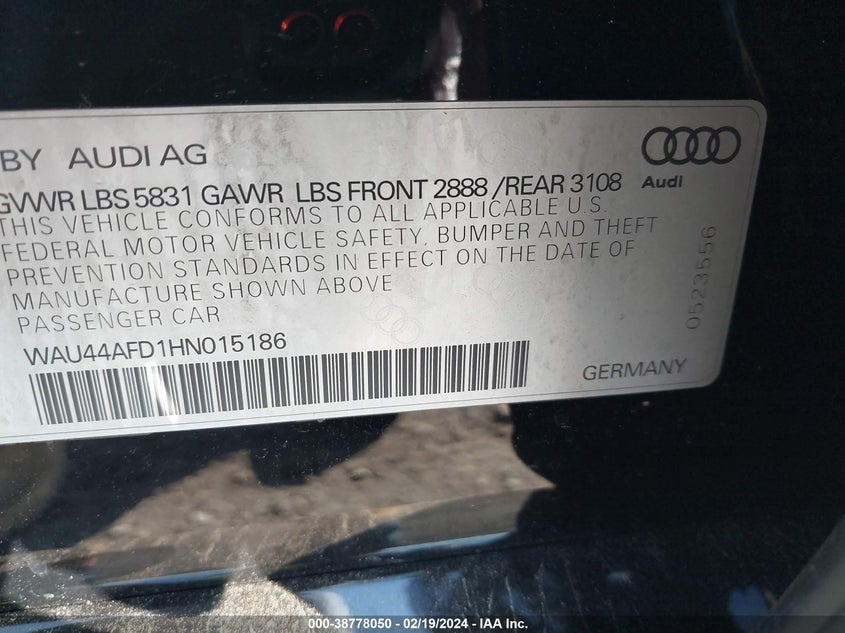 BY AUDI AG
Audi
GVWR LBS 5831 GAWR LBS FRONT 2888 /REAR 3108
THIS VEHICLE CONFORMS TO ALL APPLICABLE U.S.
FEDERAL MOTOR VEHICLE SAFETY, BUMPER AND THEFT
PREVENTION STANDARDS IN EFFECT ON THE DATE OF
MANUFACTURE SHOWN ABOVE
PASSENGER CAR
0523556
WAU44AFD1HN015186
GERMANY
000-38778050 - 02/19/2024 - IAA Inc.